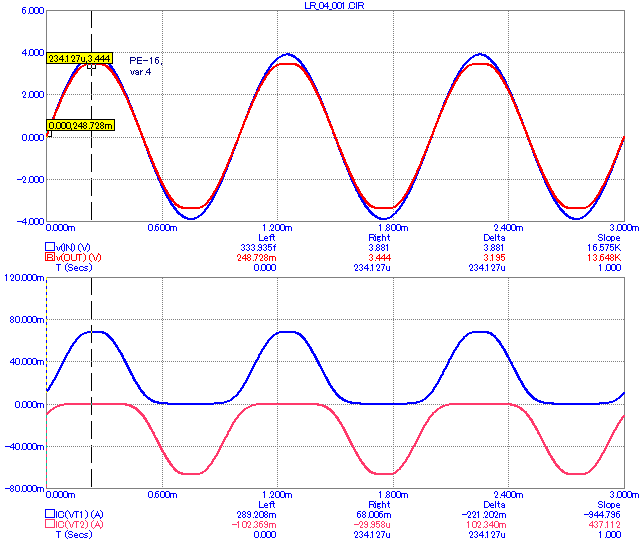 LR_04_001.CIR
6.000
4.000
2.000
0.000
-2.000
-4.000
234.127u,3.444
PE-16,
var.4
0.000,248.728m
0.000m 0.600m 1.200m 1.800m 2.400m 3.000m
Left Right Delta Slope
v(IN) (V) 333.935f 3.881 3.881 16.575K
v(OUT) (V) 248.728m 3.444 3.195 13.648K
T (Secs) 0.000 234.127u 234.127u 1.000
120.000m
80.000m
40.000m
0.000m
-40.000m
-80.000m
0.000m 0.600m 1.200m 1.800m 2.400m 3.000m
Left Right Delta Slope
IC(VT1) (A) 289.208m 68.006m -221.202m -944.796
IC(VT2) (A) -102.369m -29.958u 102.340m 437.112
T (Secs) 0.000 234.127u 234.127u 1.000